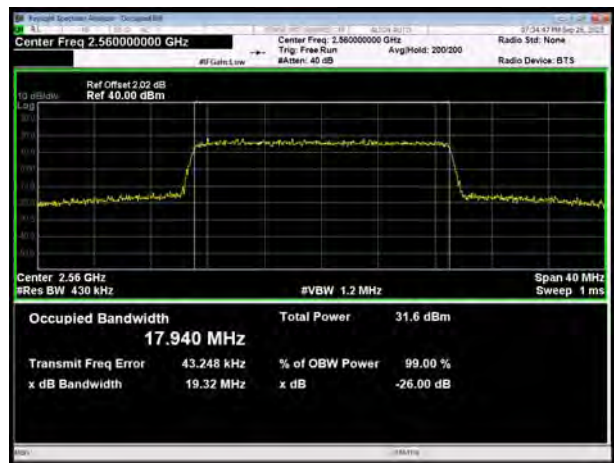 Keysight Spectrum Analyzer - Occupied BW
Center Freq 2.560000000 GHz
Center Freq: 2.560000000 GHz
Trig: Free Run
Avg|Hold: 200/200
#IFGain:Low
#Atten: 40 dB
07:34:47 PM Sep 26, 2023
Radio Std: None
Radio Device: BTS
Ref Offset 2.02 dB
10 dB/div
Ref 40.00 dBm
Log
Center 2.56 GHz
Span 40 MHz
#Res BW 430 kHz
#VBW 1.2 MHz
Sweep 1 ms
Occupied Bandwidth
17.940 MHz
Total Power
31.6 dBm
Transmit Freq Error
43.248 kHz
% of OBW Power
99.00 %
x dB Bandwidth
19.32 MHz
x dB
-26.00 dB